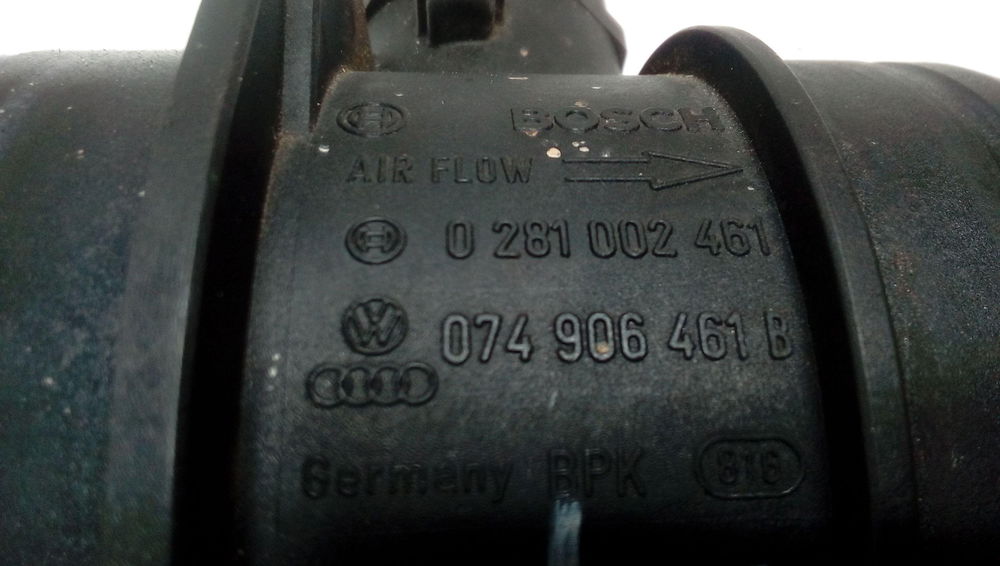 BOSCH
AIR FLOW
0 281 002 461
074 906 461 B
Germany BPK 816